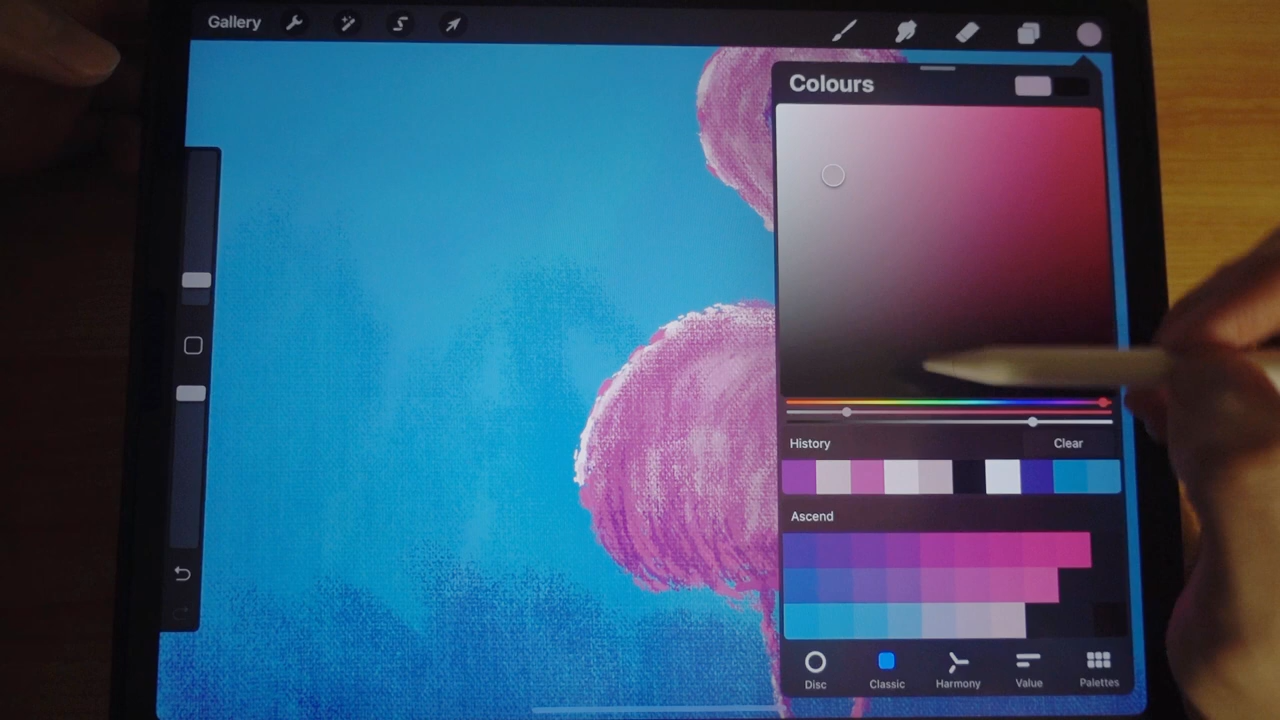 Gallery
Colours
History
Clear
Ascend
Disc
Classic
Harmony
Value
Palettes